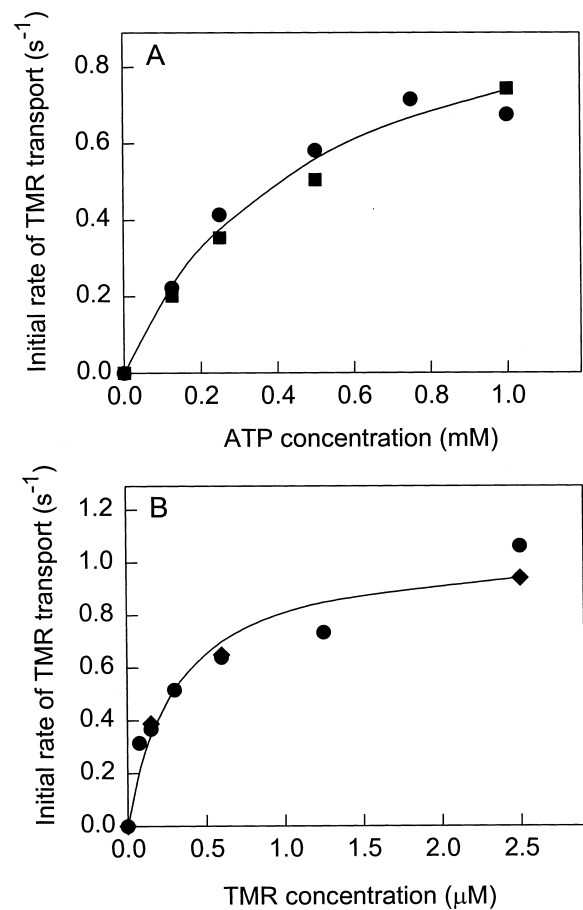 A
Initial rate of TMR transport (s-1)
0.8
0.6
0.4
0.2
0.0
0.0 0.2 0.4 0.6 0.8 1.0
ATP concentration (mM)
B
Initial rate of TMR transport (s-1)
1.2
1.0
0.8
0.6
0.4
0.2
0.0
0.0 0.5 1.0 1.5 2.0 2.5
TMR concentration (μM)